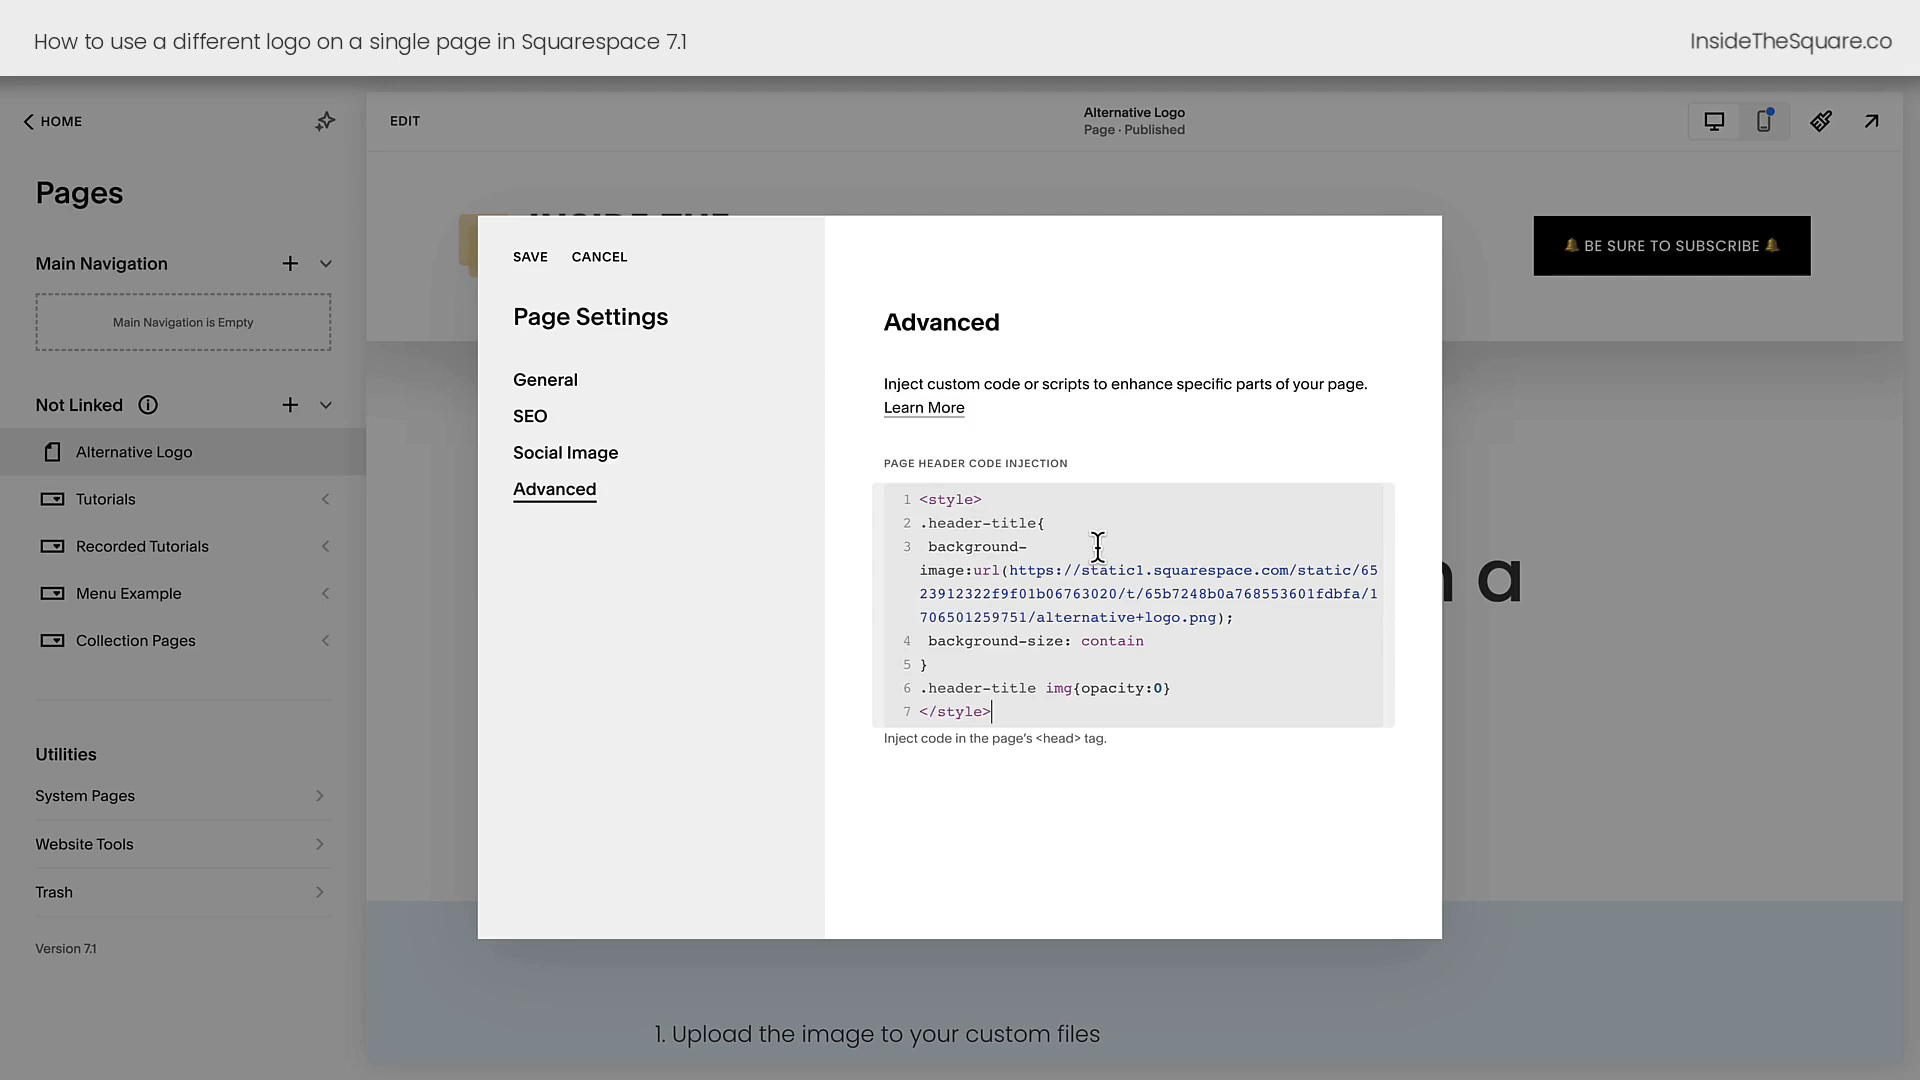 How to use a different logo on a single page in Squarespace 7.1
InsideTheSquare.co
HOME
EDIT
Alternative Logo
Page · Published
Pages
Main Navigation
Main Navigation is Empty
Not Linked
Alternative Logo
Tutorials
Recorded Tutorials
Menu Example
Collection Pages
Utilities
System Pages
Website Tools
Trash
Version 7.1
INSIDE THE
🔔 BE SURE TO SUBSCRIBE 🔔
SAVE CANCEL
Page Settings
General
SEO
Social Image
Advanced
Advanced
Inject custom code or scripts to enhance specific parts of your page.
Learn More
PAGE HEADER CODE INJECTION
1 <style>
2 .header-title{
3 background-
image:url(https://static1.squarespace.com/static/65
23912322f9f01b06763020/t/65b7248b0a768553601fdbfa/1
706501259751/alternative+logo.png);
4 background-size: contain
5 }
6 .header-title img{opacity:0}
7 </style>
Inject code in the page's <head> tag.
a
1. Upload the image to your custom files